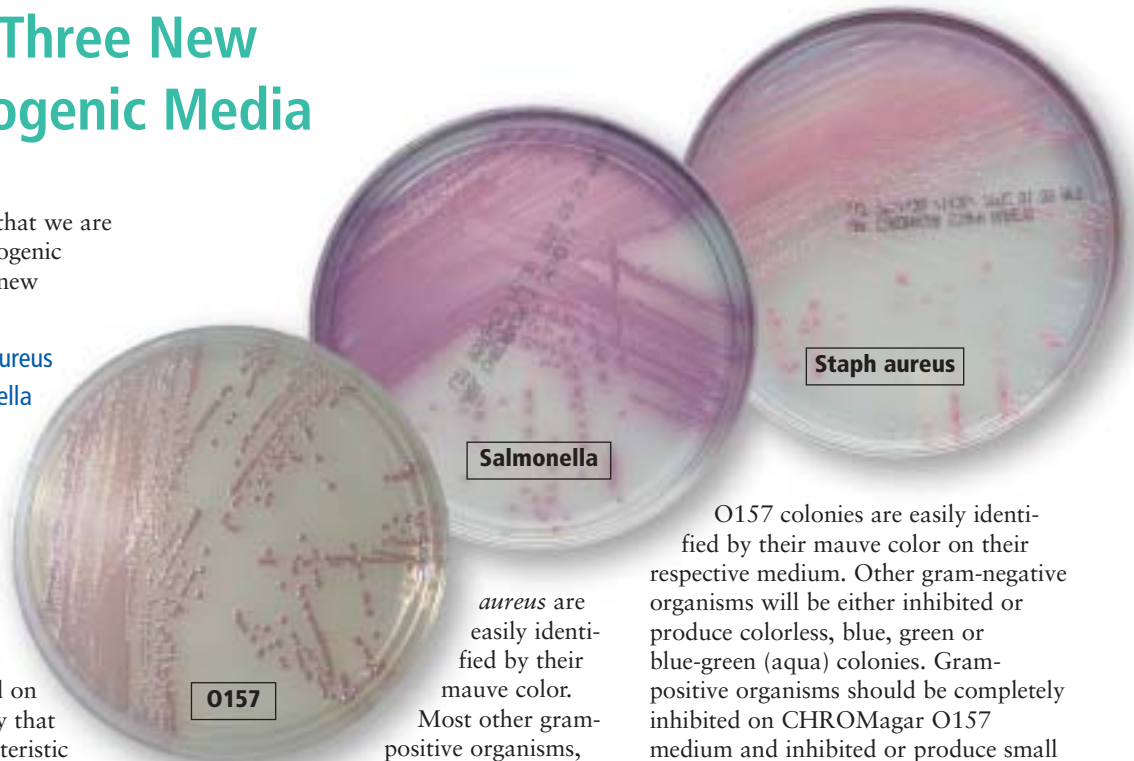 Three New
ogenic Media
that we are
ogenic
new
ureus
ella
d on
y that
teristic
O157
Salmonella
Staph aureus
aureus are
easily identi-
fied by their
mauve color.
Most other gram-
positive organisms,
O157 colonies are easily identi-
fied by their mauve color on their
respective medium. Other gram-negative
organisms will be either inhibited or
produce colorless, blue, green or
blue-green (aqua) colonies. Gram-
positive organisms should be completely
inhibited on CHROMagar O157
medium and inhibited or produce small